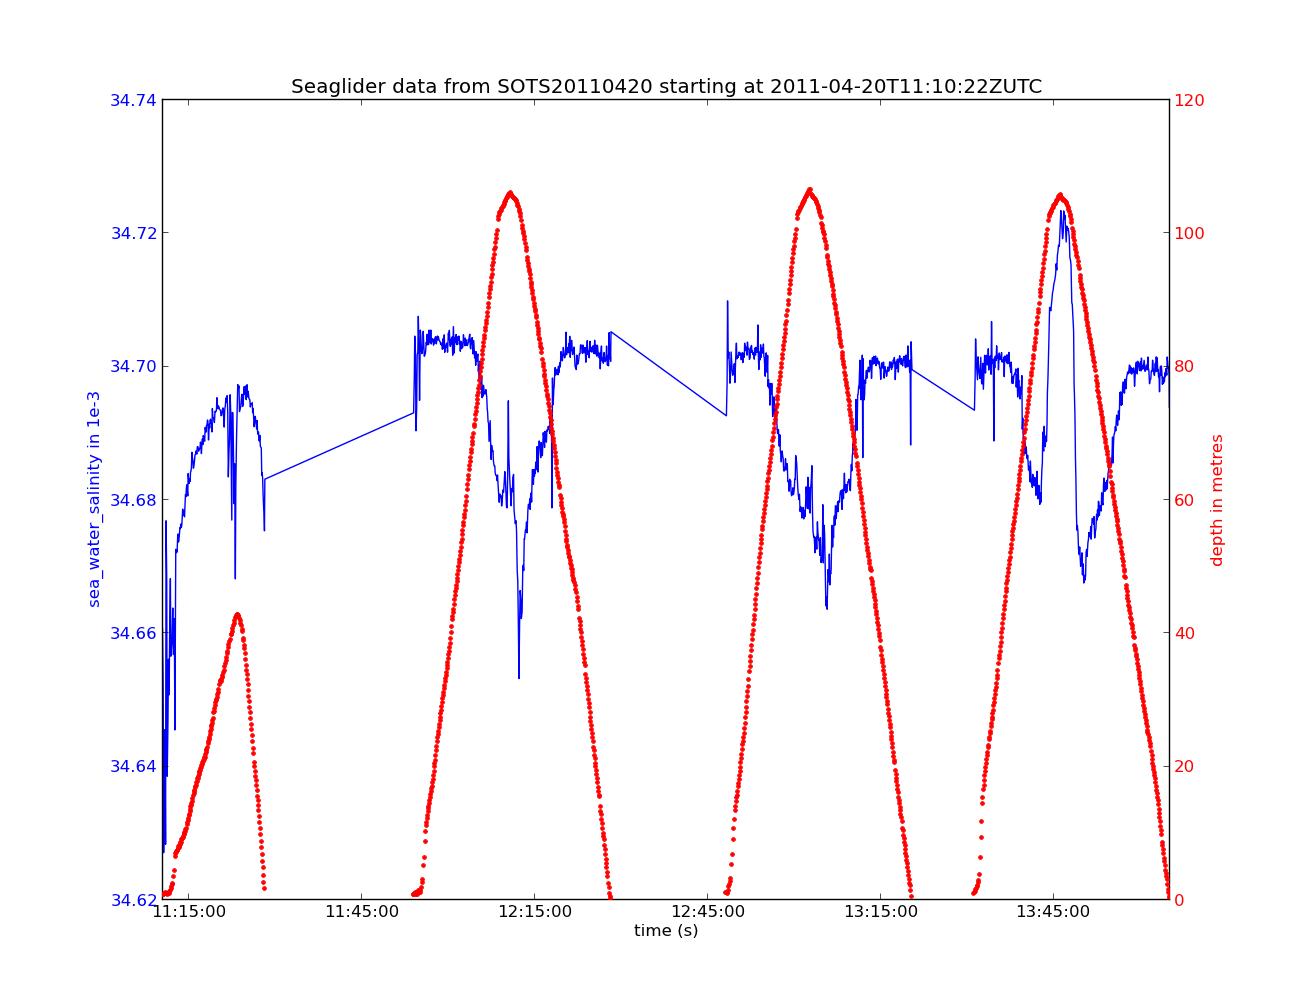 Seaglider data from SOTS20110420 starting at 2011-04-20T11:10:22ZUTC
34.74
34.72
34.70
34.68
34.66
34.64
34.62
sea_water_salinity in 1e-3
120
100
80
60
40
20
0
depth in metres
11:15:00 11:45:00 12:15:00 12:45:00 13:15:00 13:45:00
time (s)